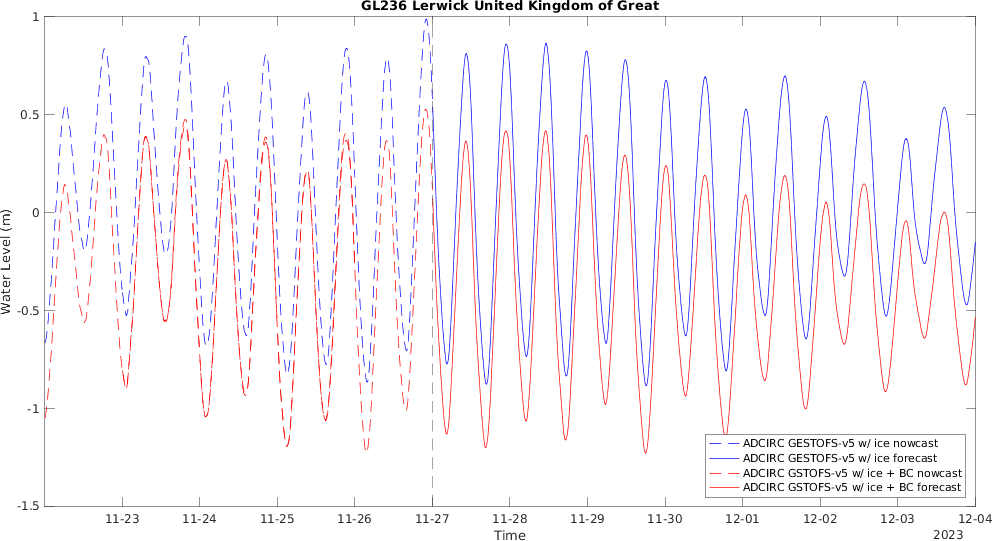 GL236 Lerwick United Kingdom of Great
1
0.5
0
-0.5
-1
-1.5
Water Level (m)
11-23
11-24
11-25
11-26
11-27
11-28
11-29
11-30
12-01
12-02
12-03
12-04
Time
2023
ADCIRC GESTOFS-v5 w/ ice nowcast
ADCIRC GESTOFS-v5 w/ ice forecast
ADCIRC GSTOFS-v5 w/ ice + BC nowcast
ADCIRC GSTOFS-v5 w/ ice + BC forecast